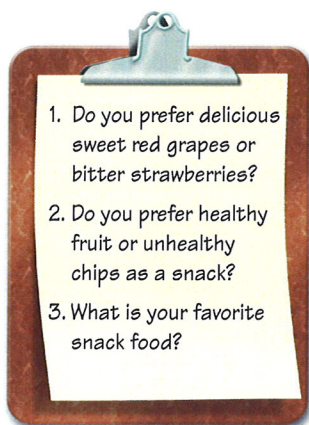 1. Do you prefer delicious
sweet red grapes or
bitter strawberries?
2. Do you prefer healthy
fruit or unhealthy
chips as a snack?
3. What is your favorite
snack food?